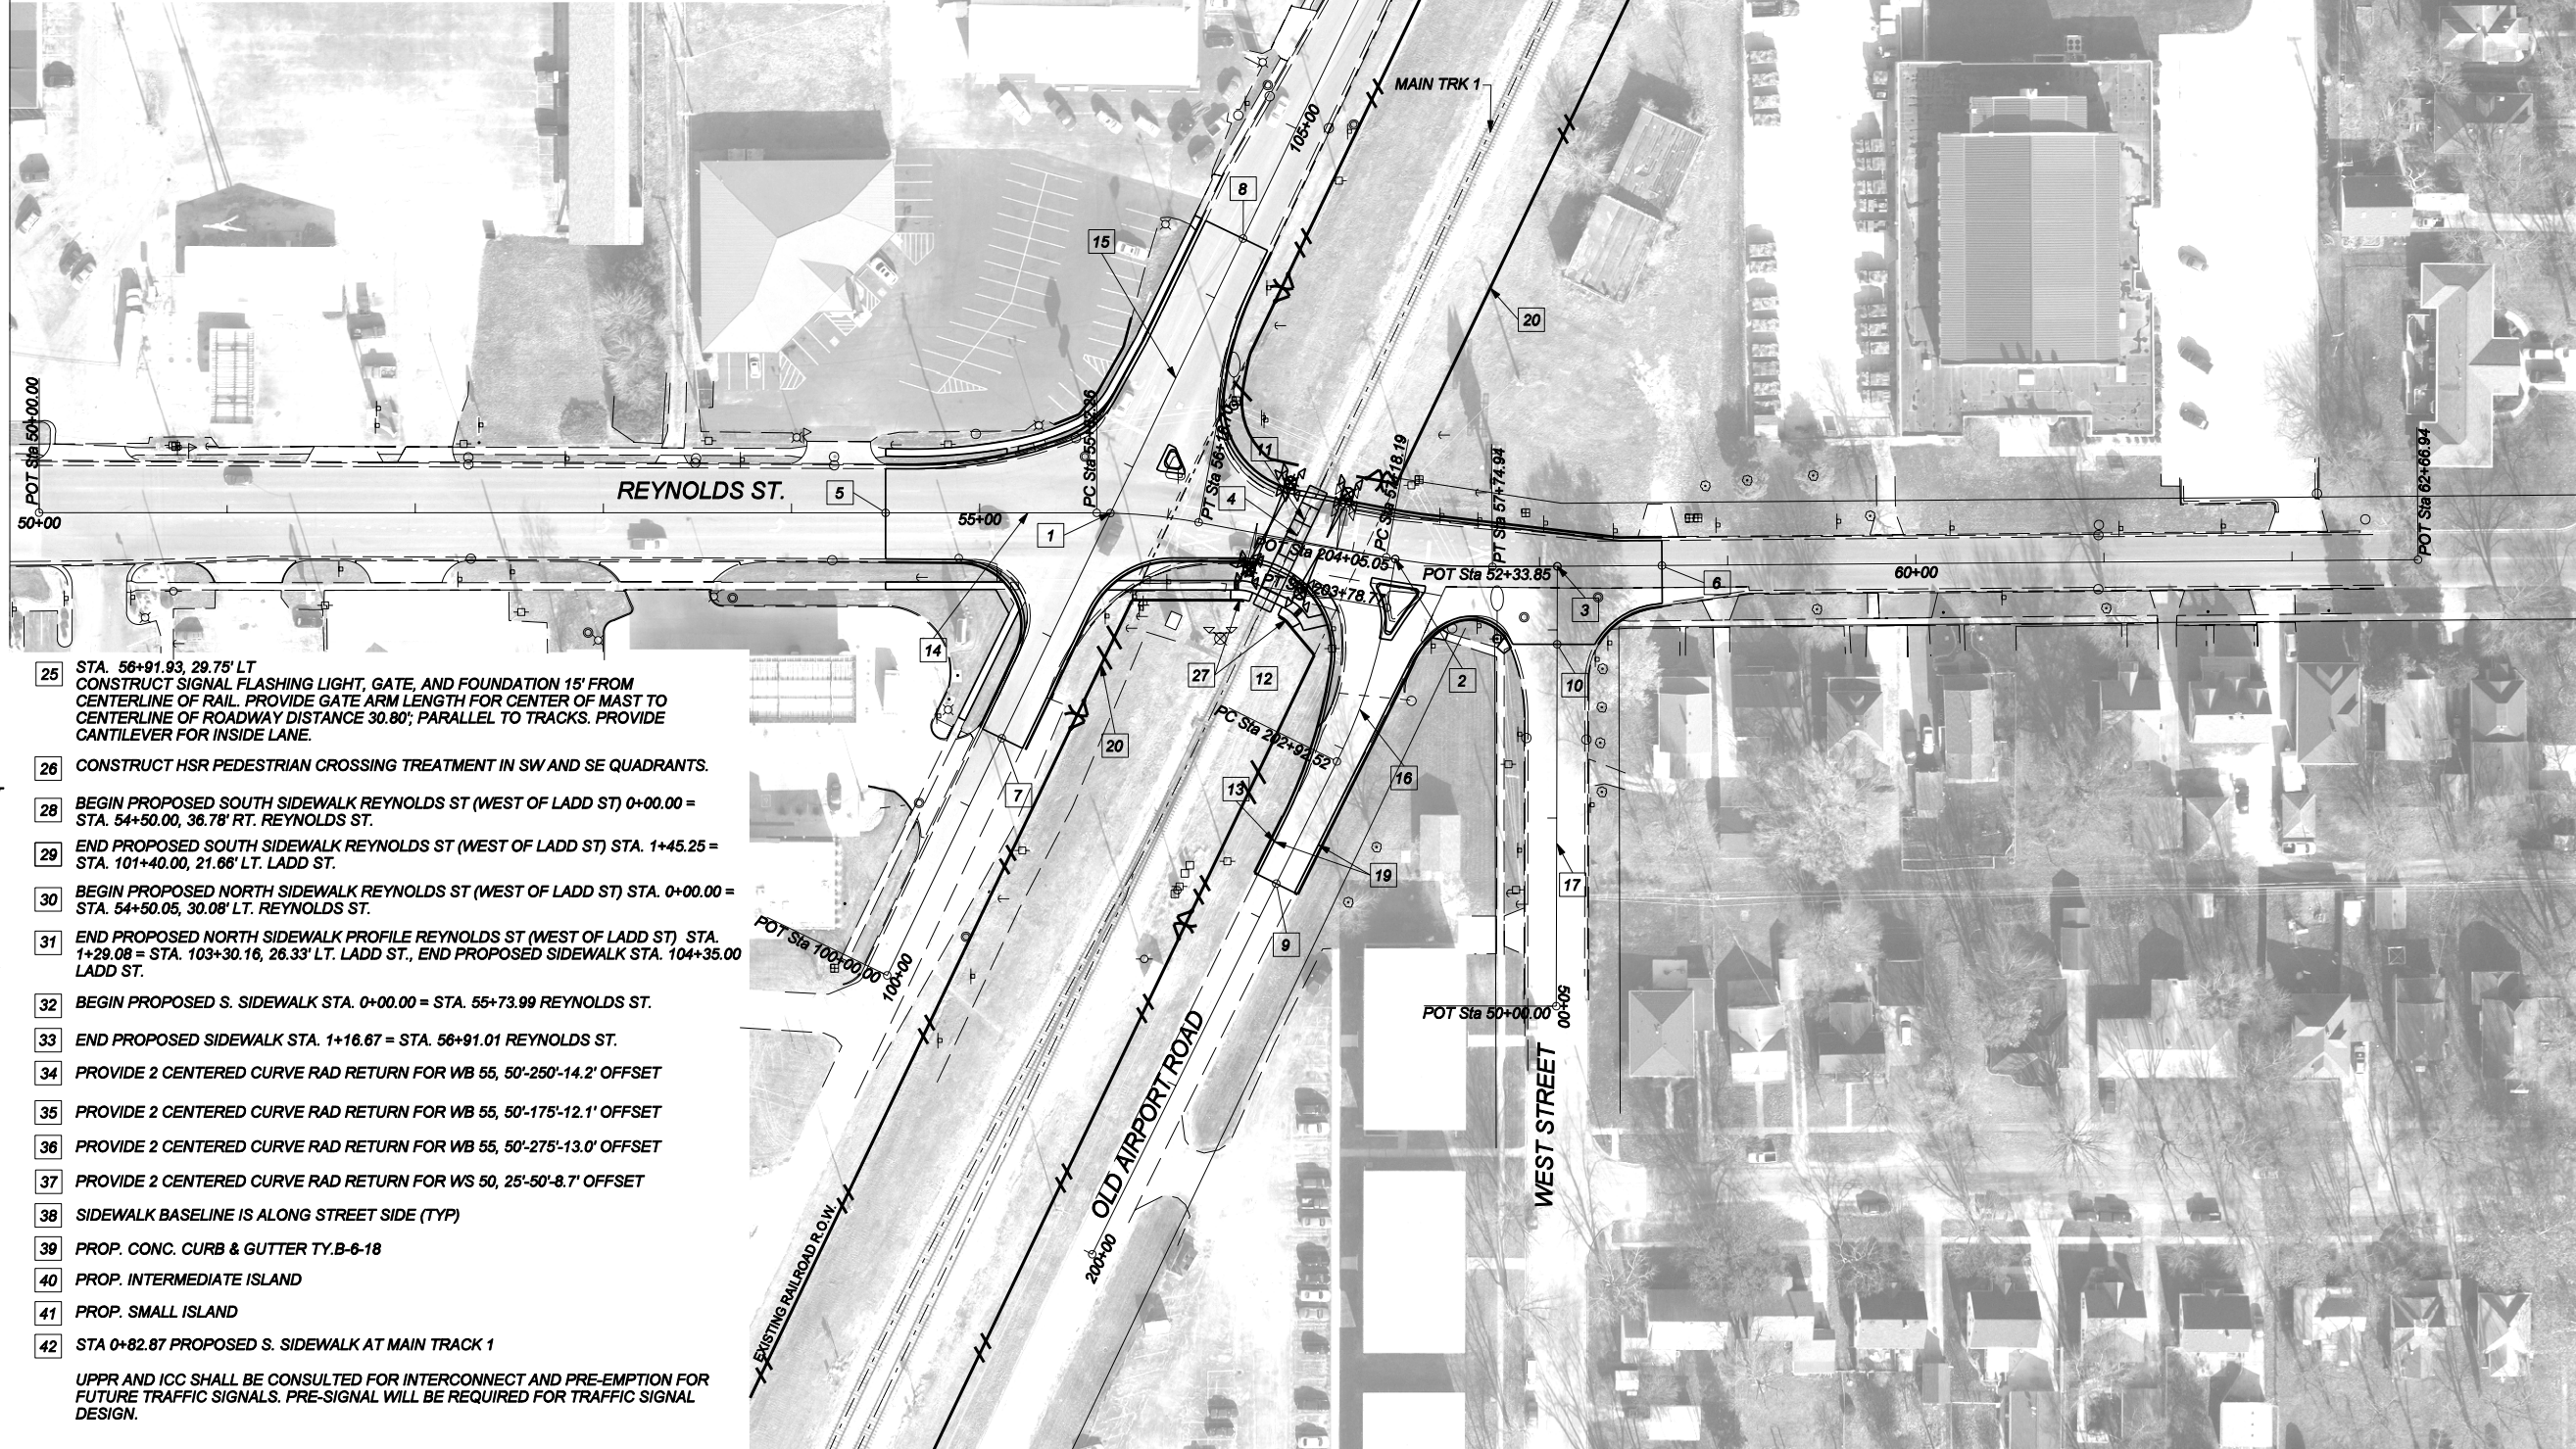 MAIN TRK 1
105+00
8
15
20
POT Sta 50+00.00
50+00
REYNOLDS ST.
5
55+00
1
11
4
POT Sta 204+05.05
PT Sta 57+74.94
POT Sta 52+33.85
3
6
60+00
POT Sta 62+66.94
14
27
12
2
10
20
PC Sta 202+92.52
7
13
16
19
17
9
POT Sta 100+00.00
100+00
POT Sta 50+00.00
50+00
OLD AIRPORT ROAD
WEST STREET
200+00
EXISTING RAILROAD R.O.W.
25 STA. 56+91.93, 29.75' LT
CONSTRUCT SIGNAL FLASHING LIGHT, GATE, AND FOUNDATION 15' FROM
CENTERLINE OF RAIL. PROVIDE GATE ARM LENGTH FOR CENTER OF MAST TO
CENTERLINE OF ROADWAY DISTANCE 30.80'; PARALLEL TO TRACKS. PROVIDE
CANTILEVER FOR INSIDE LANE.
26 CONSTRUCT HSR PEDESTRIAN CROSSING TREATMENT IN SW AND SE QUADRANTS.
28 BEGIN PROPOSED SOUTH SIDEWALK REYNOLDS ST (WEST OF LADD ST) 0+00.00 =
STA. 54+50.00, 36.78' RT. REYNOLDS ST.
29 END PROPOSED SOUTH SIDEWALK REYNOLDS ST (WEST OF LADD ST) STA. 1+45.25 =
STA. 101+40.00, 21.66' LT. LADD ST.
30 BEGIN PROPOSED NORTH SIDEWALK REYNOLDS ST (WEST OF LADD ST) STA. 0+00.00 =
STA. 54+50.05, 30.08' LT. REYNOLDS ST.
31 END PROPOSED NORTH SIDEWALK PROFILE REYNOLDS ST (WEST OF LADD ST) STA.
1+29.08 = STA. 103+30.16, 26.33' LT. LADD ST., END PROPOSED SIDEWALK STA. 104+35.00
LADD ST.
32 BEGIN PROPOSED S. SIDEWALK STA. 0+00.00 = STA. 55+73.99 REYNOLDS ST.
33 END PROPOSED SIDEWALK STA. 1+16.67 = STA. 56+91.01 REYNOLDS ST.
34 PROVIDE 2 CENTERED CURVE RAD RETURN FOR WB 55, 50'-250'-14.2' OFFSET
35 PROVIDE 2 CENTERED CURVE RAD RETURN FOR WB 55, 50'-175'-12.1' OFFSET
36 PROVIDE 2 CENTERED CURVE RAD RETURN FOR WB 55, 50'-275'-13.0' OFFSET
37 PROVIDE 2 CENTERED CURVE RAD RETURN FOR WS 50, 25'-50'-8.7' OFFSET
38 SIDEWALK BASELINE IS ALONG STREET SIDE (TYP)
39 PROP. CONC. CURB & GUTTER TY.B-6-18
40 PROP. INTERMEDIATE ISLAND
41 PROP. SMALL ISLAND
42 STA 0+82.87 PROPOSED S. SIDEWALK AT MAIN TRACK 1
UPPR AND ICC SHALL BE CONSULTED FOR INTERCONNECT AND PRE-EMPTION FOR
FUTURE TRAFFIC SIGNALS. PRE-SIGNAL WILL BE REQUIRED FOR TRAFFIC SIGNAL
DESIGN.